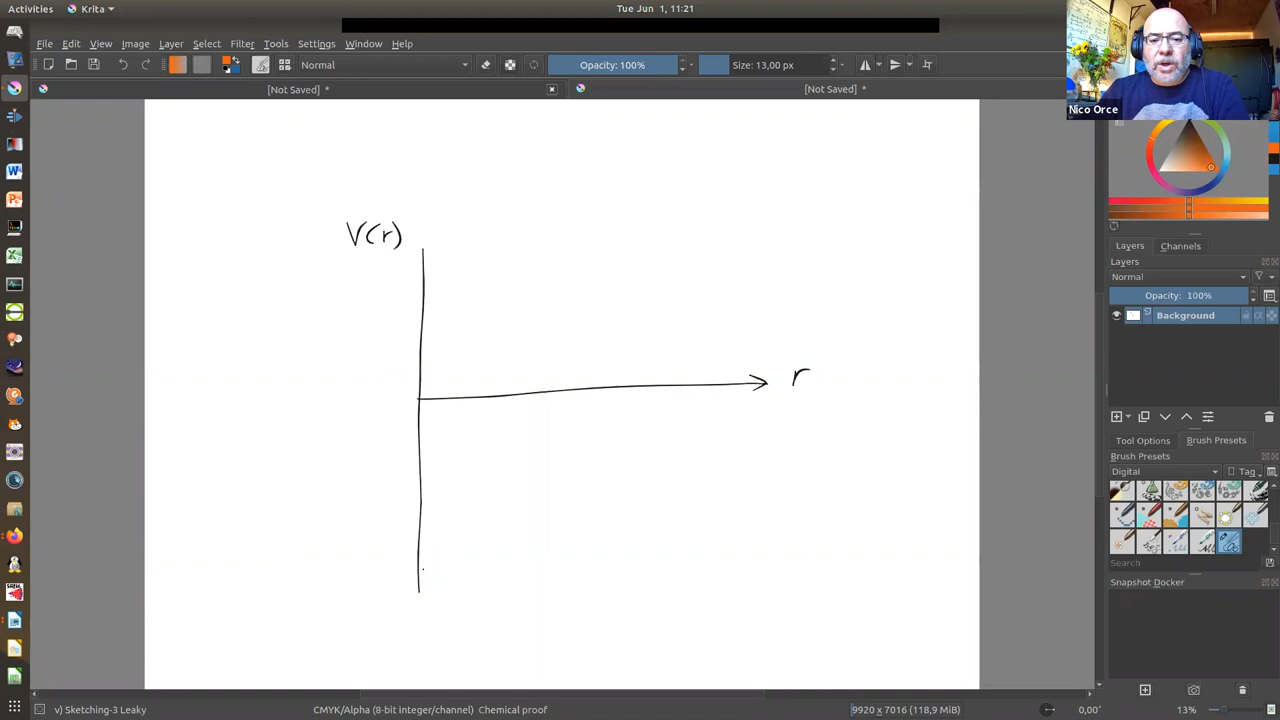 Activities Krita Tue Jun 1, 11:21
File Edit View Image Layer Select Filter Tools Settings Window Help
Normal Opacity: 100% Size: 13,00 px
[Not Saved] * [Not Saved] *
Nico Orce
V(r)
r
Layers Channels
Layers
Normal
Opacity: 100%
Background
Tool Options Brush Presets
Brush Presets
Digital Tag
Search
Snapshot Docker
v) Sketching-3 Leaky CMYK/Alpha (8-bit integer/channel) Chemical proof 9920 x 7016 (118,9 MiB) 0,00° 13%